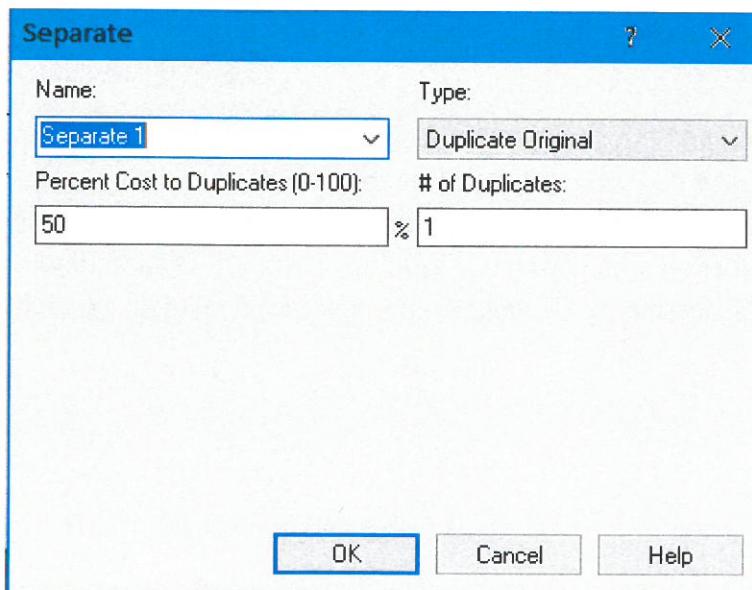 Separate ?
Name: Type:
Separate 1 Duplicate Original
Percent Cost to Duplicates (0-100): # of Duplicates:
50 % 1
OK Cancel Help